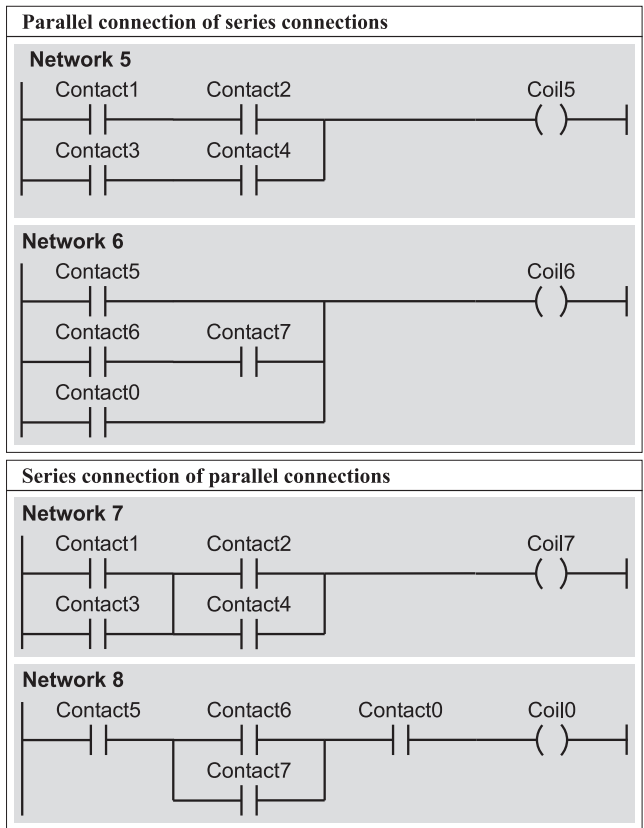 Parallel connection of series connections
Network 5
Contact1 Contact2 Coil5
Contact3 Contact4
Network 6
Contact5 Coil6
Contact6 Contact7
Contact0
Series connection of parallel connections
Network 7
Contact1 Contact2 Coil7
Contact3 Contact4
Network 8
Contact5 Contact6 Contact0 Coil0
Contact7